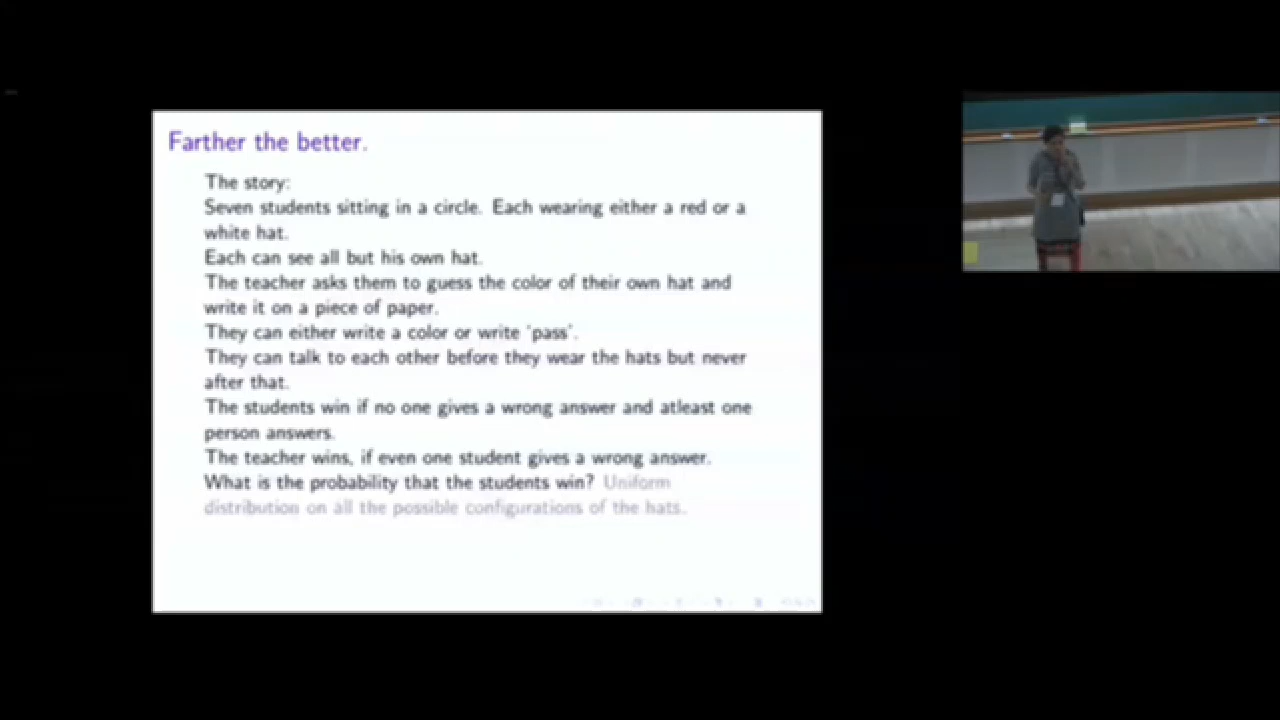 Farther the better.
The story:
Seven students sitting in a circle. Each wearing either a red or a
white hat.
Each can see all but his own hat.
The teacher asks them to guess the color of their own hat and
write it on a piece of paper.
They can either write a color or write 'pass'.
They can talk to each other before they wear the hats but never
after that.
The students win if no one gives a wrong answer and atleast one
person answers.
The teacher wins, if even one student gives a wrong answer.
What is the probability that the students win? Uniform
distribution on all the possible configurations of the hats.